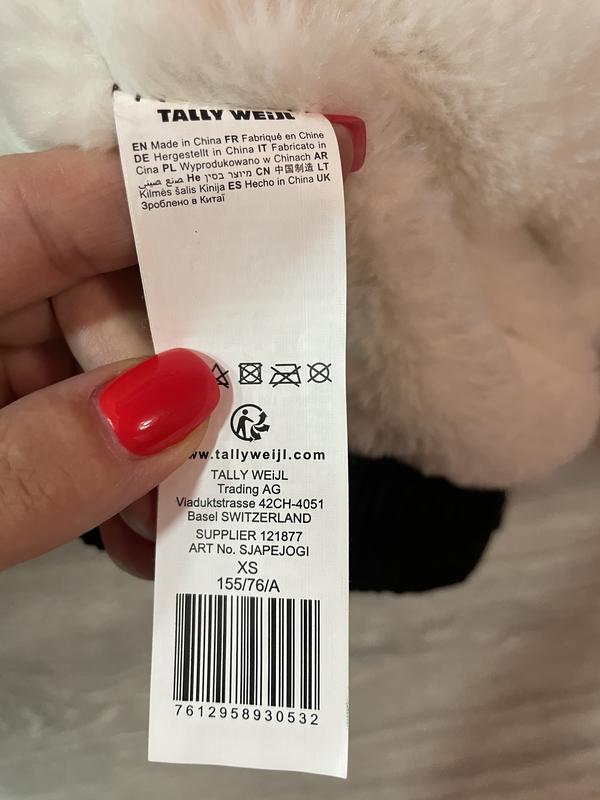 TALLY WEiJL
EN Made in China FR Fabriqué en Chine
DE Hergestellt in China IT Fabricato in
Cina PL Wyprodukowano w Chinach AR
صنع صيني He מיוצר בסין CN 中国制造 LT
Kilmės šalis Kinija ES Hecho in China UK
Зроблено в Китаї
www.tallyweijl.com
TALLY WEiJL
Trading AG
Viaduktstrasse 42CH-4051
Basel SWITZERLAND
SUPPLIER 121877
ART No. SJAPEJOGI
XS
155/76/A
7612958930532